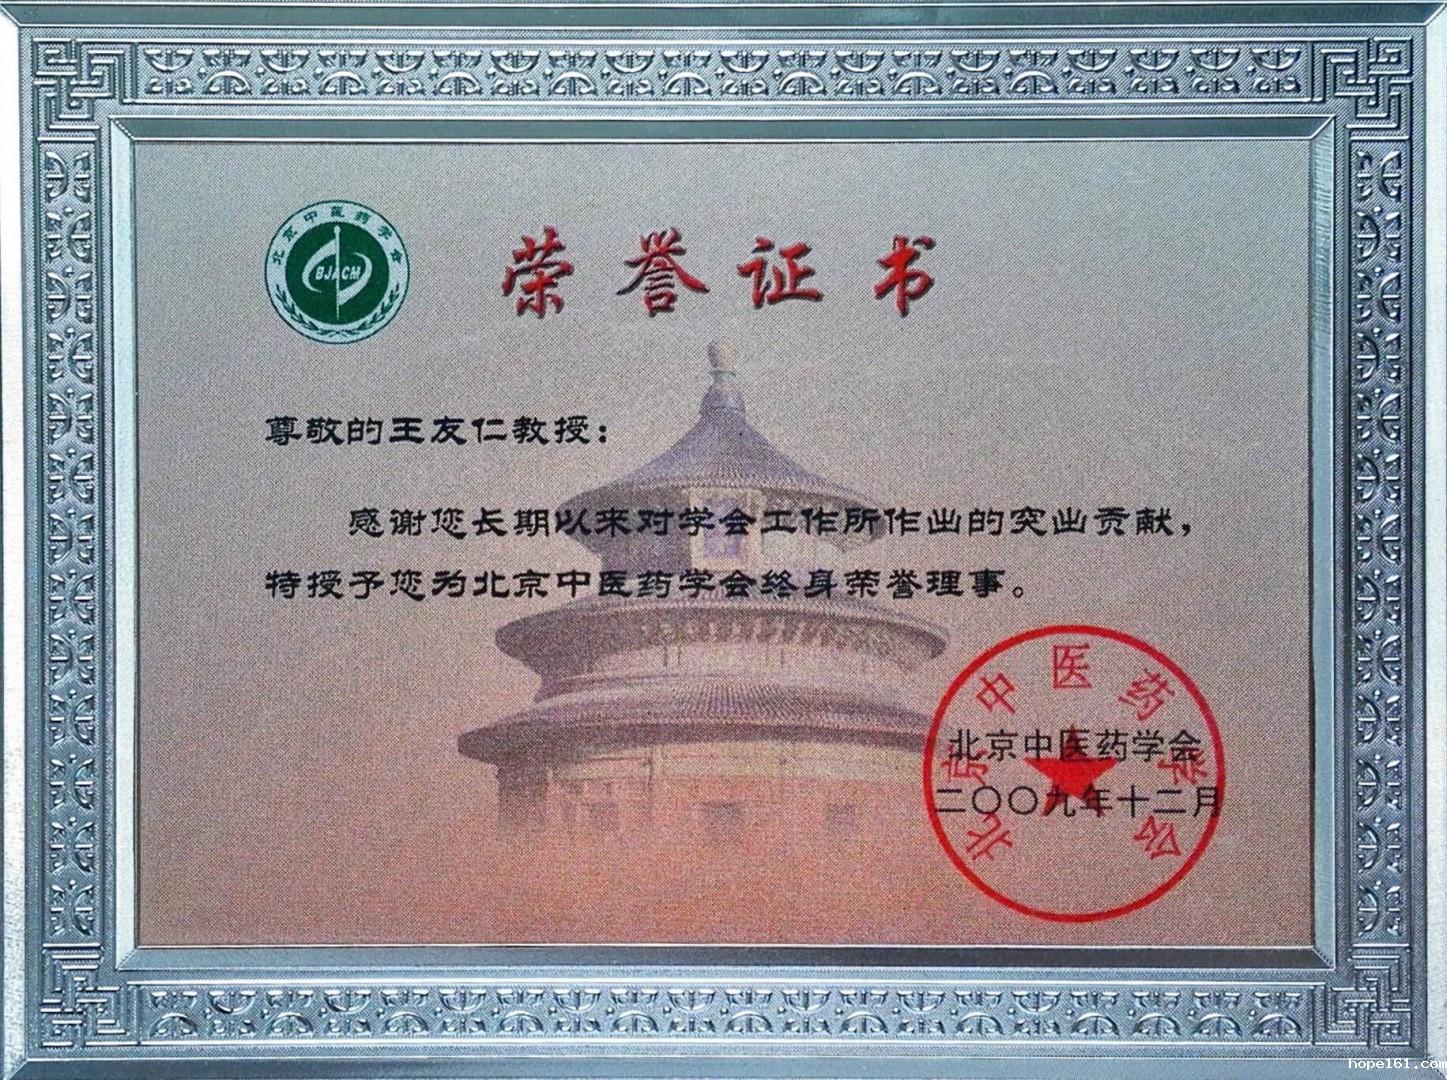 北京中医药学会
BJACM
荣誉证书
尊敬的王友仁教授：
感谢您长期以来对学会工作所作出的突出贡献，
特授予您为北京中医药学会终身荣誉理事。
北京中医药学会
北京中医药学会
二〇〇九年十二月
hope161.com